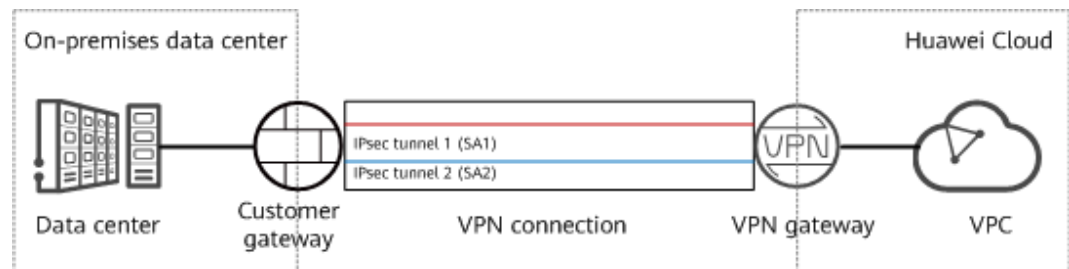 On-premises data center
Huawei Cloud
IPsec tunnel 1 (SA1)
VPN
IPsec tunnel 2 (SA2)
Data center
Customer
gateway
VPN connection
VPN gateway
VPC